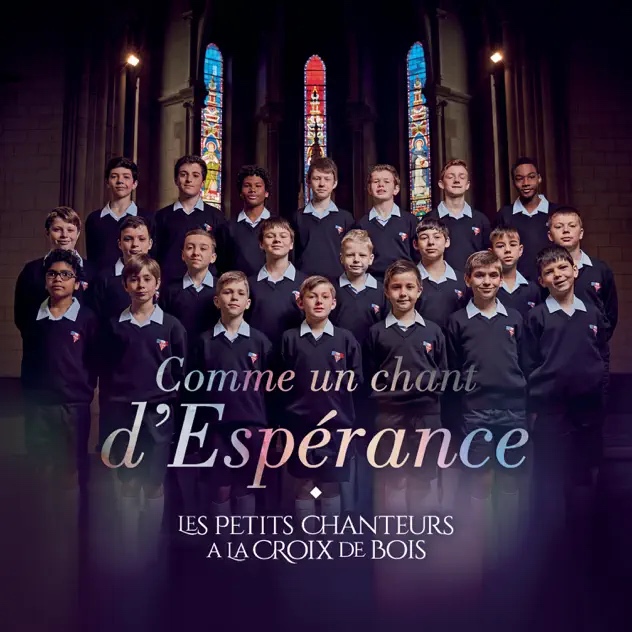 Comme un chant
d'Espérance
LES PETITS CHANTEURS
A LA CROIX DE BOIS